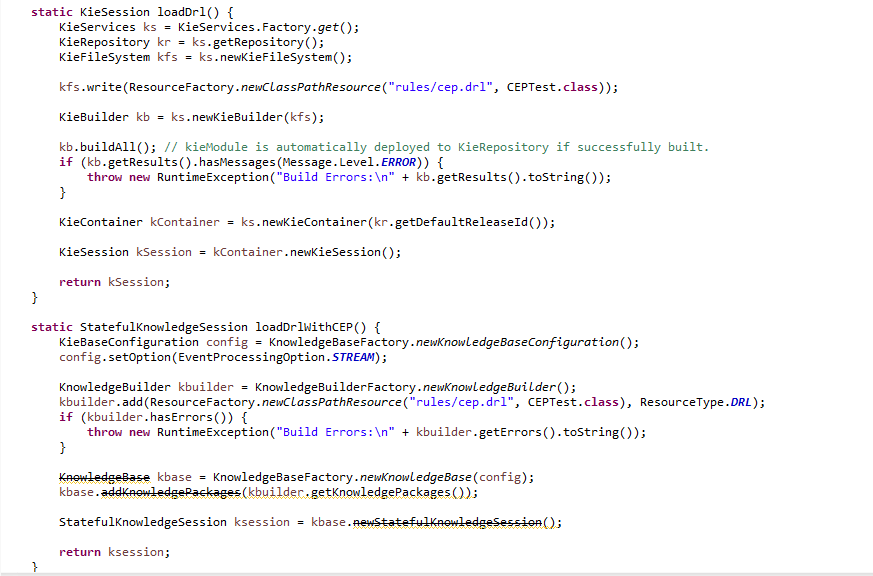 static KieSession loadDrl() {
KieServices ks = KieServices.Factory.get();
KieRepository kr = ks.getRepository();
KieFileSystem kfs = ks.newKieFileSystem();
kfs.write(ResourceFactory.newClassPathResource("rules/cep.drl", CEPTest.class));
KieBuilder kb = ks.newKieBuilder(kfs);
kb.buildAll(); // kieModule is automatically deployed to KieRepository if successfully built.
if (kb.getResults().hasMessages(Message.Level.ERROR)) {
throw new RuntimeException("Build Errors:\n" + kb.getResults().toString());
}
KieContainer kContainer = ks.newKieContainer(kr.getDefaultReleaseId());
KieSession kSession = kContainer.newKieSession();
return kSession;
}
static StatefulKnowledgeSession loadDrlWithCEP() {
KieBaseConfiguration config = KnowledgeBaseFactory.newKnowledgeBaseConfiguration();
config.setOption(EventProcessingOption.STREAM);
KnowledgeBuilder kbuilder = KnowledgeBuilderFactory.newKnowledgeBuilder();
kbuilder.add(ResourceFactory.newClassPathResource("rules/cep.drl", CEPTest.class), ResourceType.DRL);
if (kbuilder.hasErrors()) {
throw new RuntimeException("Build Errors:\n" + kbuilder.getErrors().toString());
}
KnowledgeBase kbase = KnowledgeBaseFactory.newKnowledgeBase(config);
kbase.addKnowledgePackages(kbuilder.getKnowledgePackages());
StatefulKnowledgeSession ksession = kbase.newStatefulKnowledgeSession();
return ksession;
}